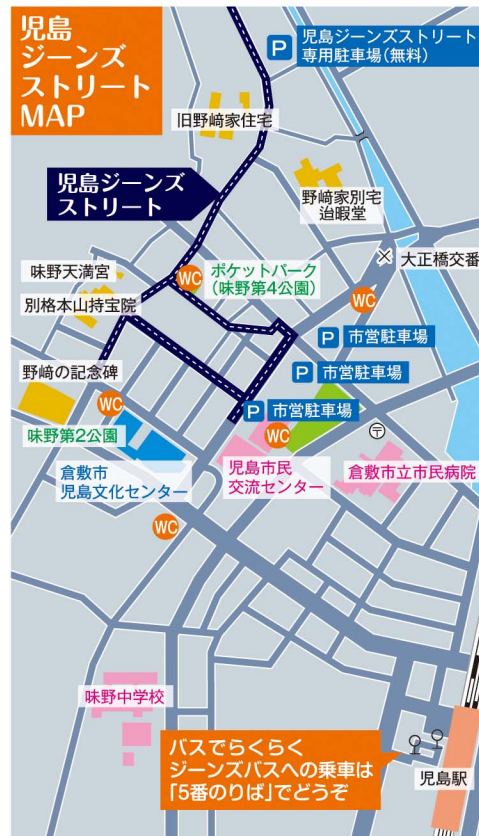 児島
ジーンズ
ストリート
MAP
P 児島ジーンズストリート
専用駐車場(無料)
旧野﨑家住宅
児島ジーンズ
ストリート
野﨑家別宅
迨暇堂
味野天満宮
WC
ポケットパーク
(味野第4公園)
大正橋交番
別格本山持宝院
WC
P 市営駐車場
P 市営駐車場
野﨑の記念碑
WC
P 市営駐車場
味野第2公園
WC
〒
倉敷市
児島文化センター
児島市民
交流センター
倉敷市立市民病院
WC
味野中学校
バスでらくらく
ジーンズバスへの乗車は
「5番のりば」でどうぞ
児島駅